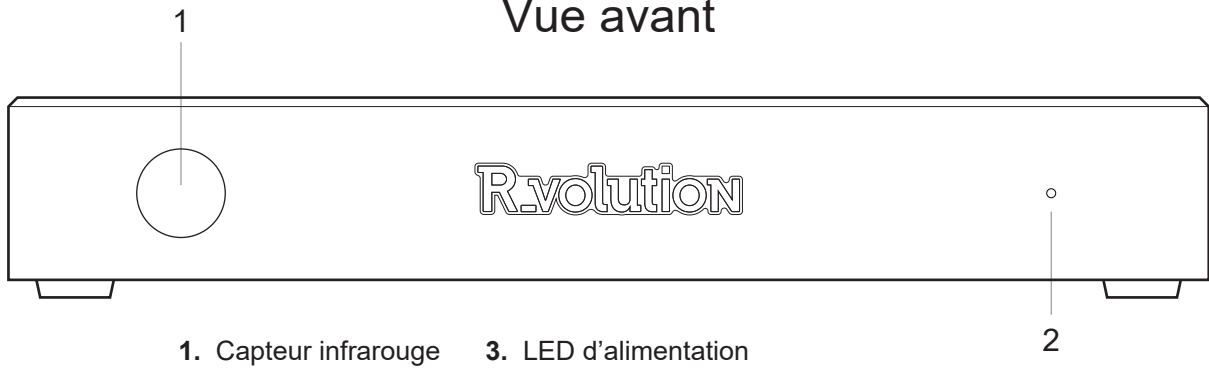 Vue avant
1
R_volution
2
1. Capteur infrarouge 3. LED d’alimentation